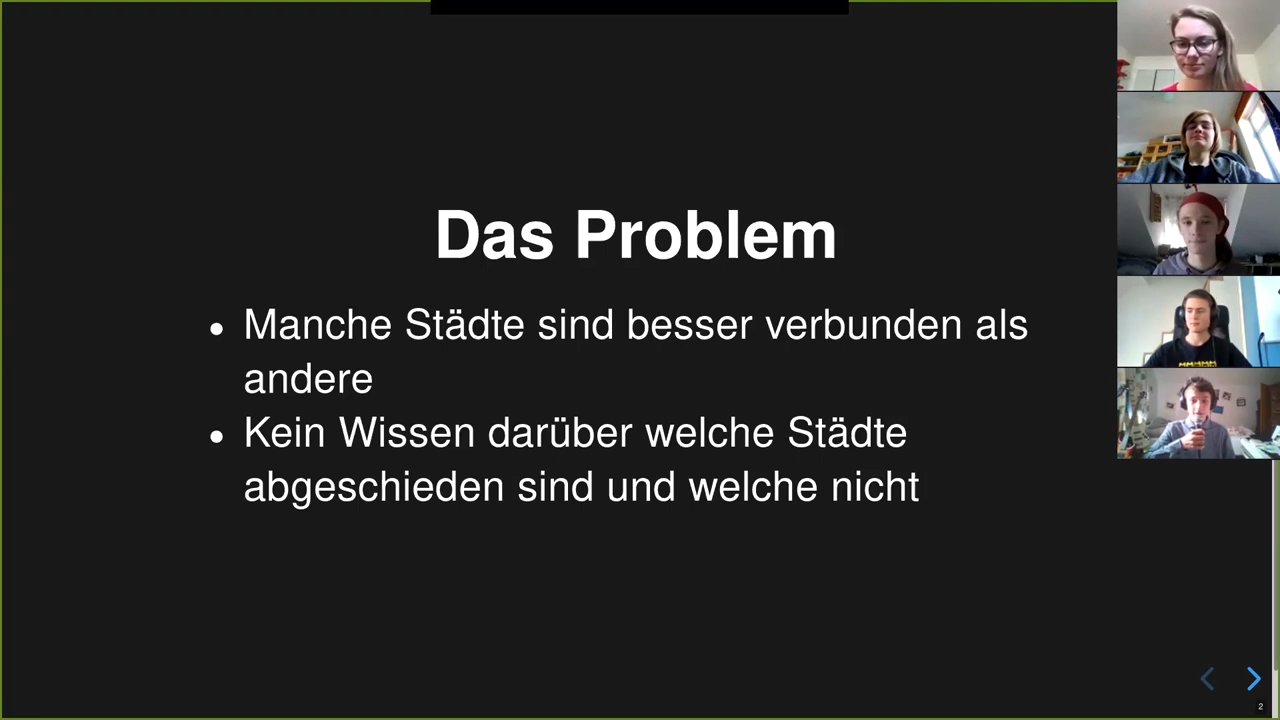 Das Problem
Manche Städte sind besser verbunden als
andere
Kein Wissen darüber welche Städte
abgeschieden sind und welche nicht
2